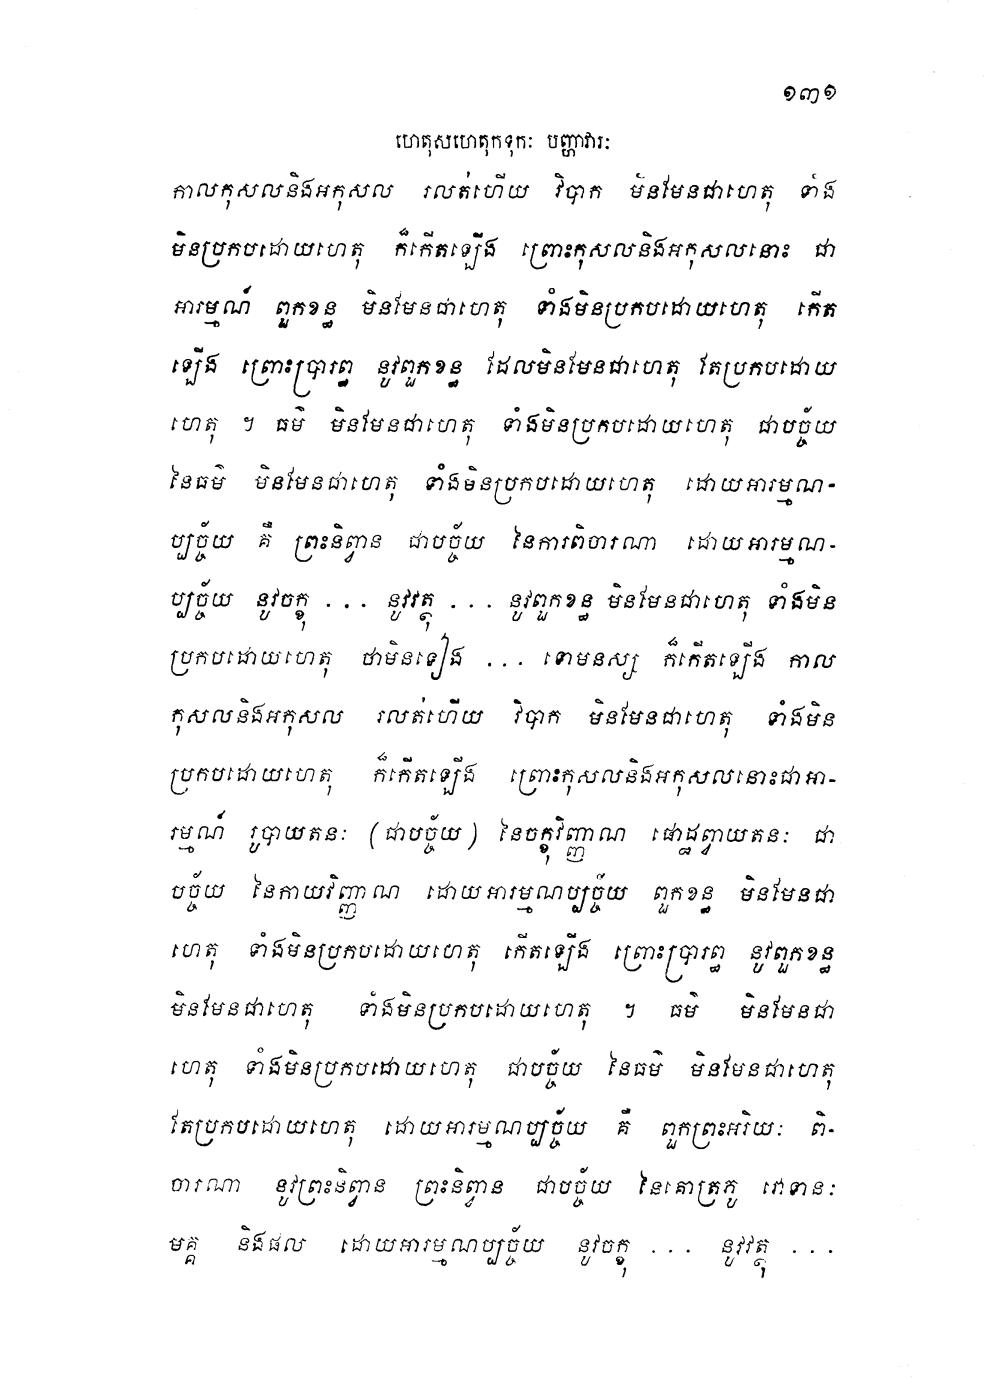 ១៣១
ហេតុសហេតុកទុកៈ បញ្ហាវារៈ
កាលកុសលនិងអកុសល រលត់ហើយ វិបាក មិនមែនជាហេតុ ទាំង
មិនប្រកបដោយហេតុ ក៏កើតឡើង ព្រោះកុសលនិងអកុសលនោះ ជា
អារម្មណ៍ ពួកខន្ធ មិនមែនជាហេតុ ទាំងមិនប្រកបដោយហេតុ កើត
ឡើង ព្រោះប្រារឰ នូវពួកខន្ធ ដែលមិនមែនជាហេតុ តែប្រកបដោយ
ហេតុ ។ ធម៌ មិនមែនជាហេតុ ទាំងមិនប្រកបដោយហេតុ ជាបច្ច័យ
នៃធម៌ មិនមែនជាហេតុ ទាំងមិនប្រកបដោយហេតុ ដោយអារម្មណ-
ប្បច្ច័យ គឺ ព្រះនិព្វាន ជាបច្ច័យ នៃការពិចារណា ដោយអារម្មណ-
ប្បច្ច័យ នូវចក្ខុ ... នូវវត្ថុ ... នូវពួកខន្ធ មិនមែនជាហេតុ ទាំងមិន
ប្រកបដោយហេតុ ថាមិនទៀង ... ទោមនស្ស ក៏កើតឡើង កាល
កុសលនិងអកុសល រលត់ហើយ វិបាក មិនមែនជាហេតុ ទាំងមិន
ប្រកបដោយហេតុ ក៏កើតឡើង ព្រោះកុសលនិងអកុសលនោះជាអា-
រម្មណ៍ រូបាយតនៈ (ជាបច្ច័យ) នៃចក្ខុវិញ្ញាណ ផោដ្ឋព្វាយតនៈ ជា
បច្ច័យ នៃកាយវិញ្ញាណ ដោយអារម្មណប្បច្ច័យ ពួកខន្ធ មិនមែនជា
ហេតុ ទាំងមិនប្រកបដោយហេតុ កើតឡើង ព្រោះប្រារឰ នូវពួកខន្ធ
មិនមែនជាហេតុ ទាំងមិនប្រកបដោយហេតុ ។ ធម៌ មិនមែនជា
ហេតុ ទាំងមិនប្រកបដោយហេតុ ជាបច្ច័យ នៃធម៌ មិនមែនជាហេតុ
តែប្រកបដោយហេតុ ដោយអារម្មណប្បច្ច័យ គឺ ពួកព្រះអរិយៈ ពិ-
ចារណា នូវព្រះនិព្វាន ព្រះនិព្វាន ជាបច្ច័យ នៃគោត្រភូ វោទានៈ
មគ្គ និងផល ដោយអារម្មណប្បច្ច័យ នូវចក្ខុ ... នូវវត្ថុ ...